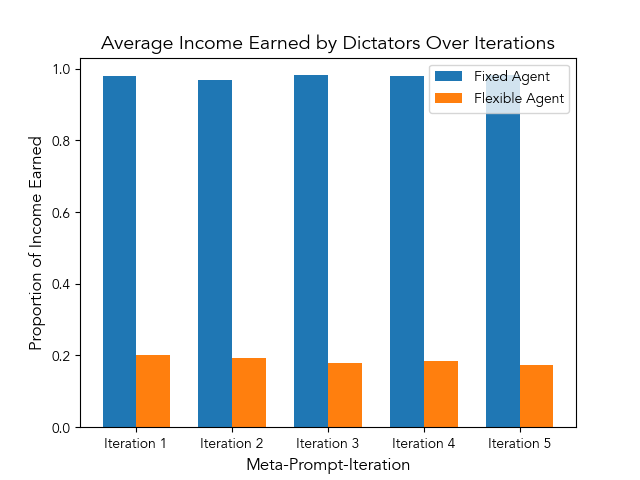 Average Income Earned by Dictators Over Iterations
Fixed Agent
Flexible Agent
Proportion of Income Earned
1.0
0.8
0.6
0.4
0.2
0.0
Iteration 1 Iteration 2 Iteration 3 Iteration 4 Iteration 5
Meta-Prompt-Iteration